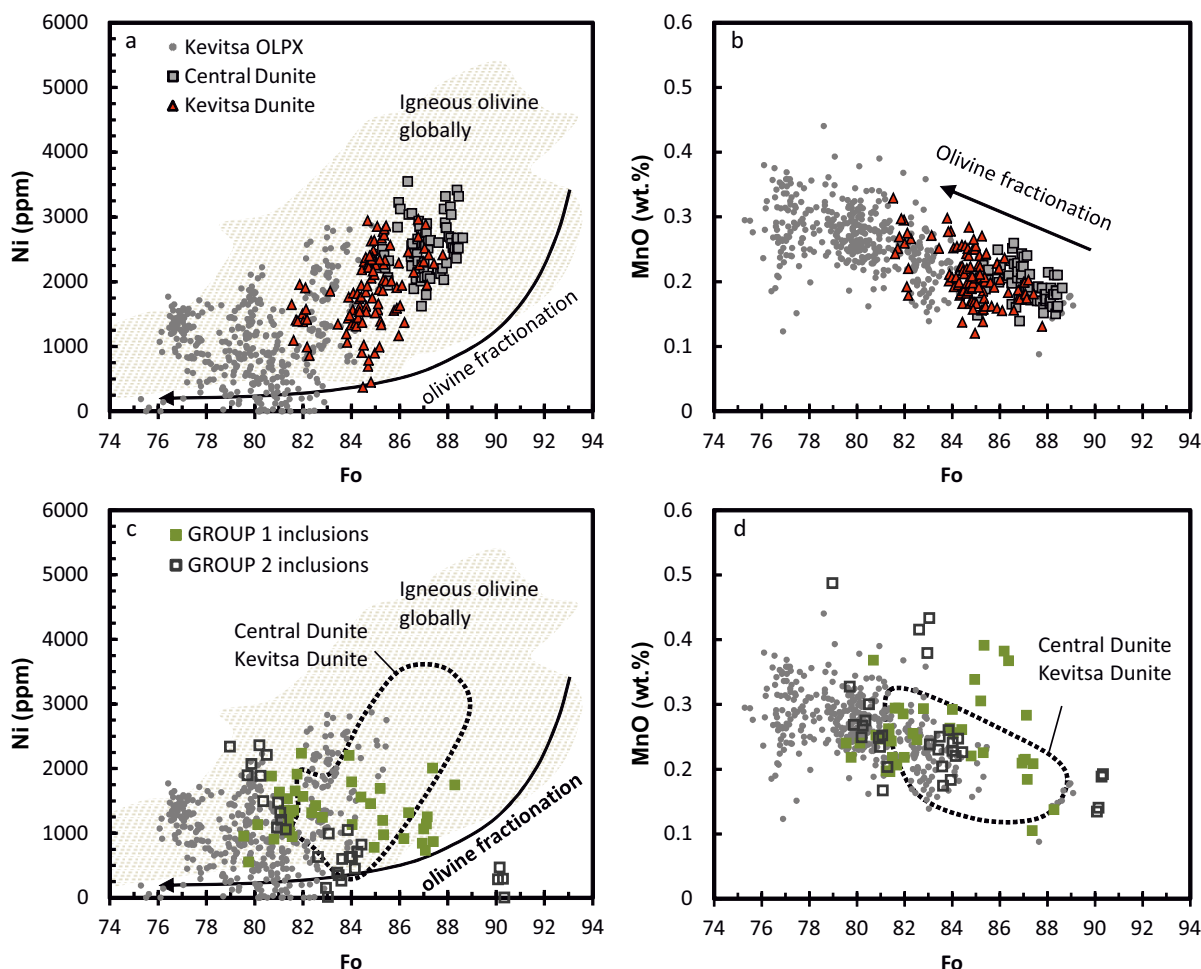 a
Kevitsa OLPX
Central Dunite
Kevitsa Dunite
Igneous olivine
globally
olivine fractionation
Ni (ppm)
6000
5000
4000
3000
2000
1000
0
74 76 78 80 82 84 86 88 90 92 94
Fo
b
Olivine fractionation
MnO (wt.%)
0.6
0.5
0.4
0.3
0.2
0.1
0
74 76 78 80 82 84 86 88 90 92 94
Fo
c
GROUP 1 inclusions
GROUP 2 inclusions
Igneous olivine
globally
Central Dunite
Kevitsa Dunite
olivine fractionation
Ni (ppm)
6000
5000
4000
3000
2000
1000
0
74 76 78 80 82 84 86 88 90 92 94
Fo
d
Central Dunite
Kevitsa Dunite
MnO (wt.%)
0.6
0.5
0.4
0.3
0.2
0.1
0
74 76 78 80 82 84 86 88 90 92 94
Fo